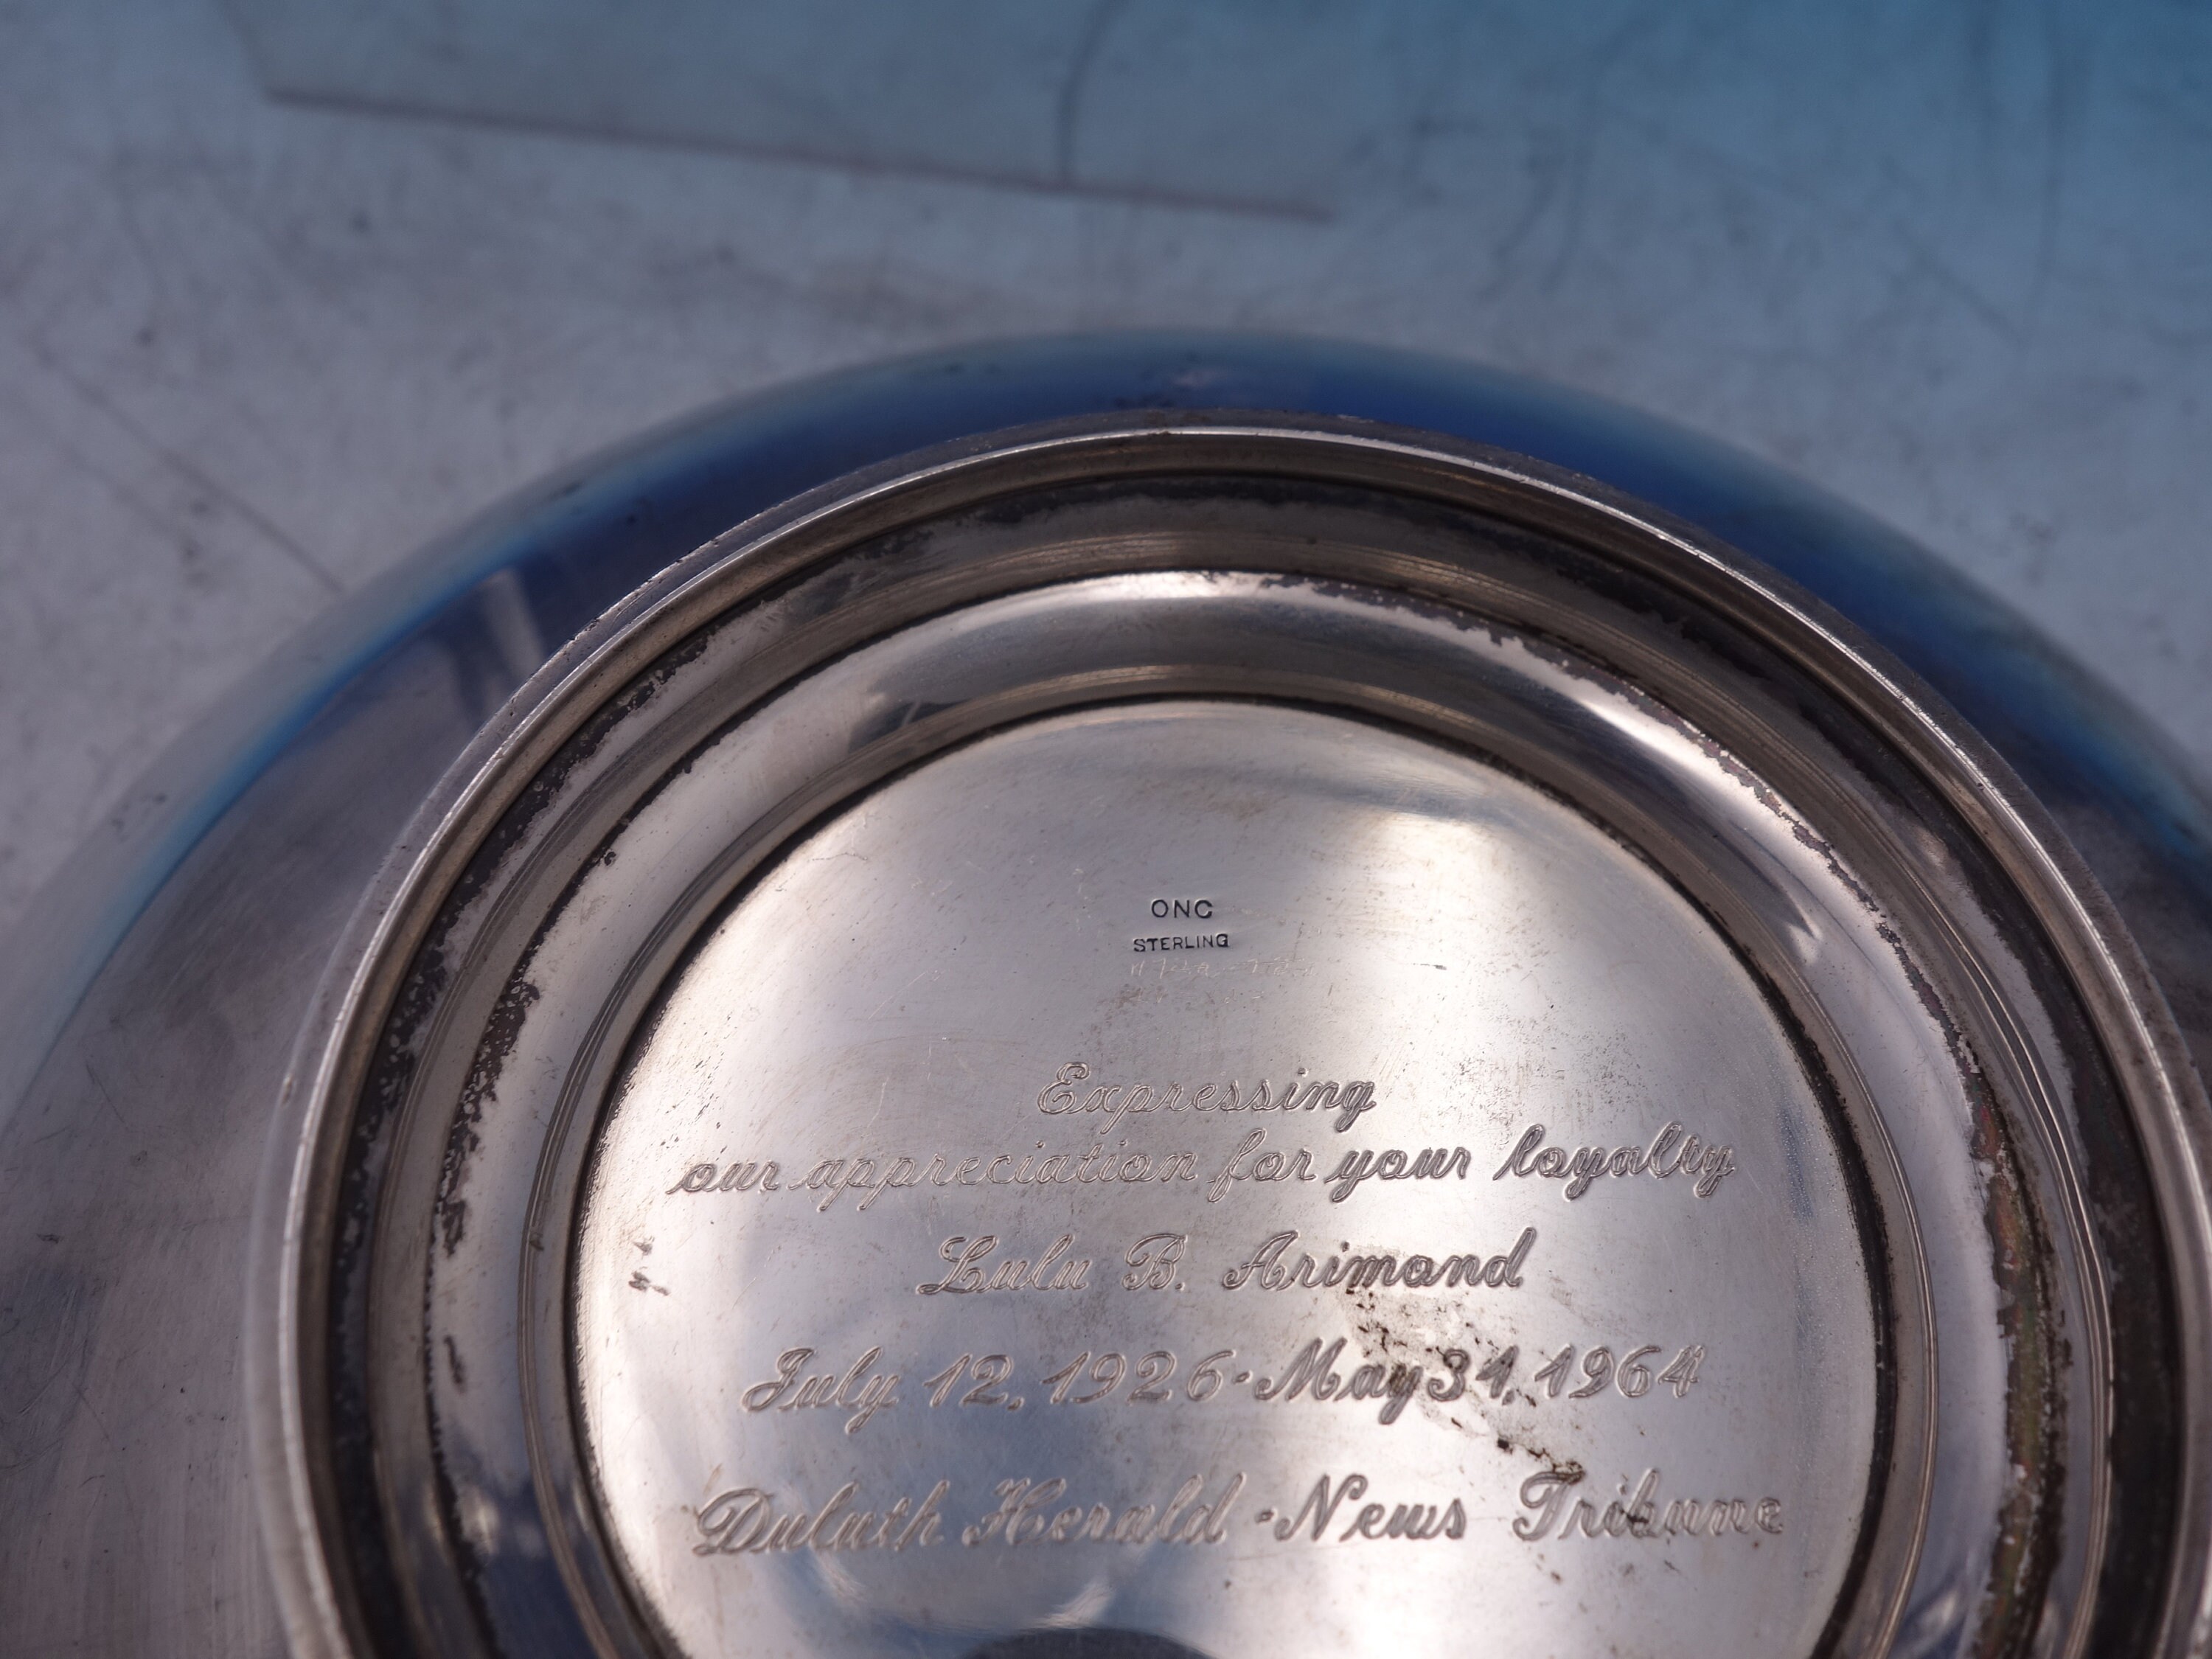 ONC
STERLING
Expressing
our appreciation for your loyalty
Lulu B. Arimond
July 12, 1926-May 31, 1964
Duluth Herald-News Tribune